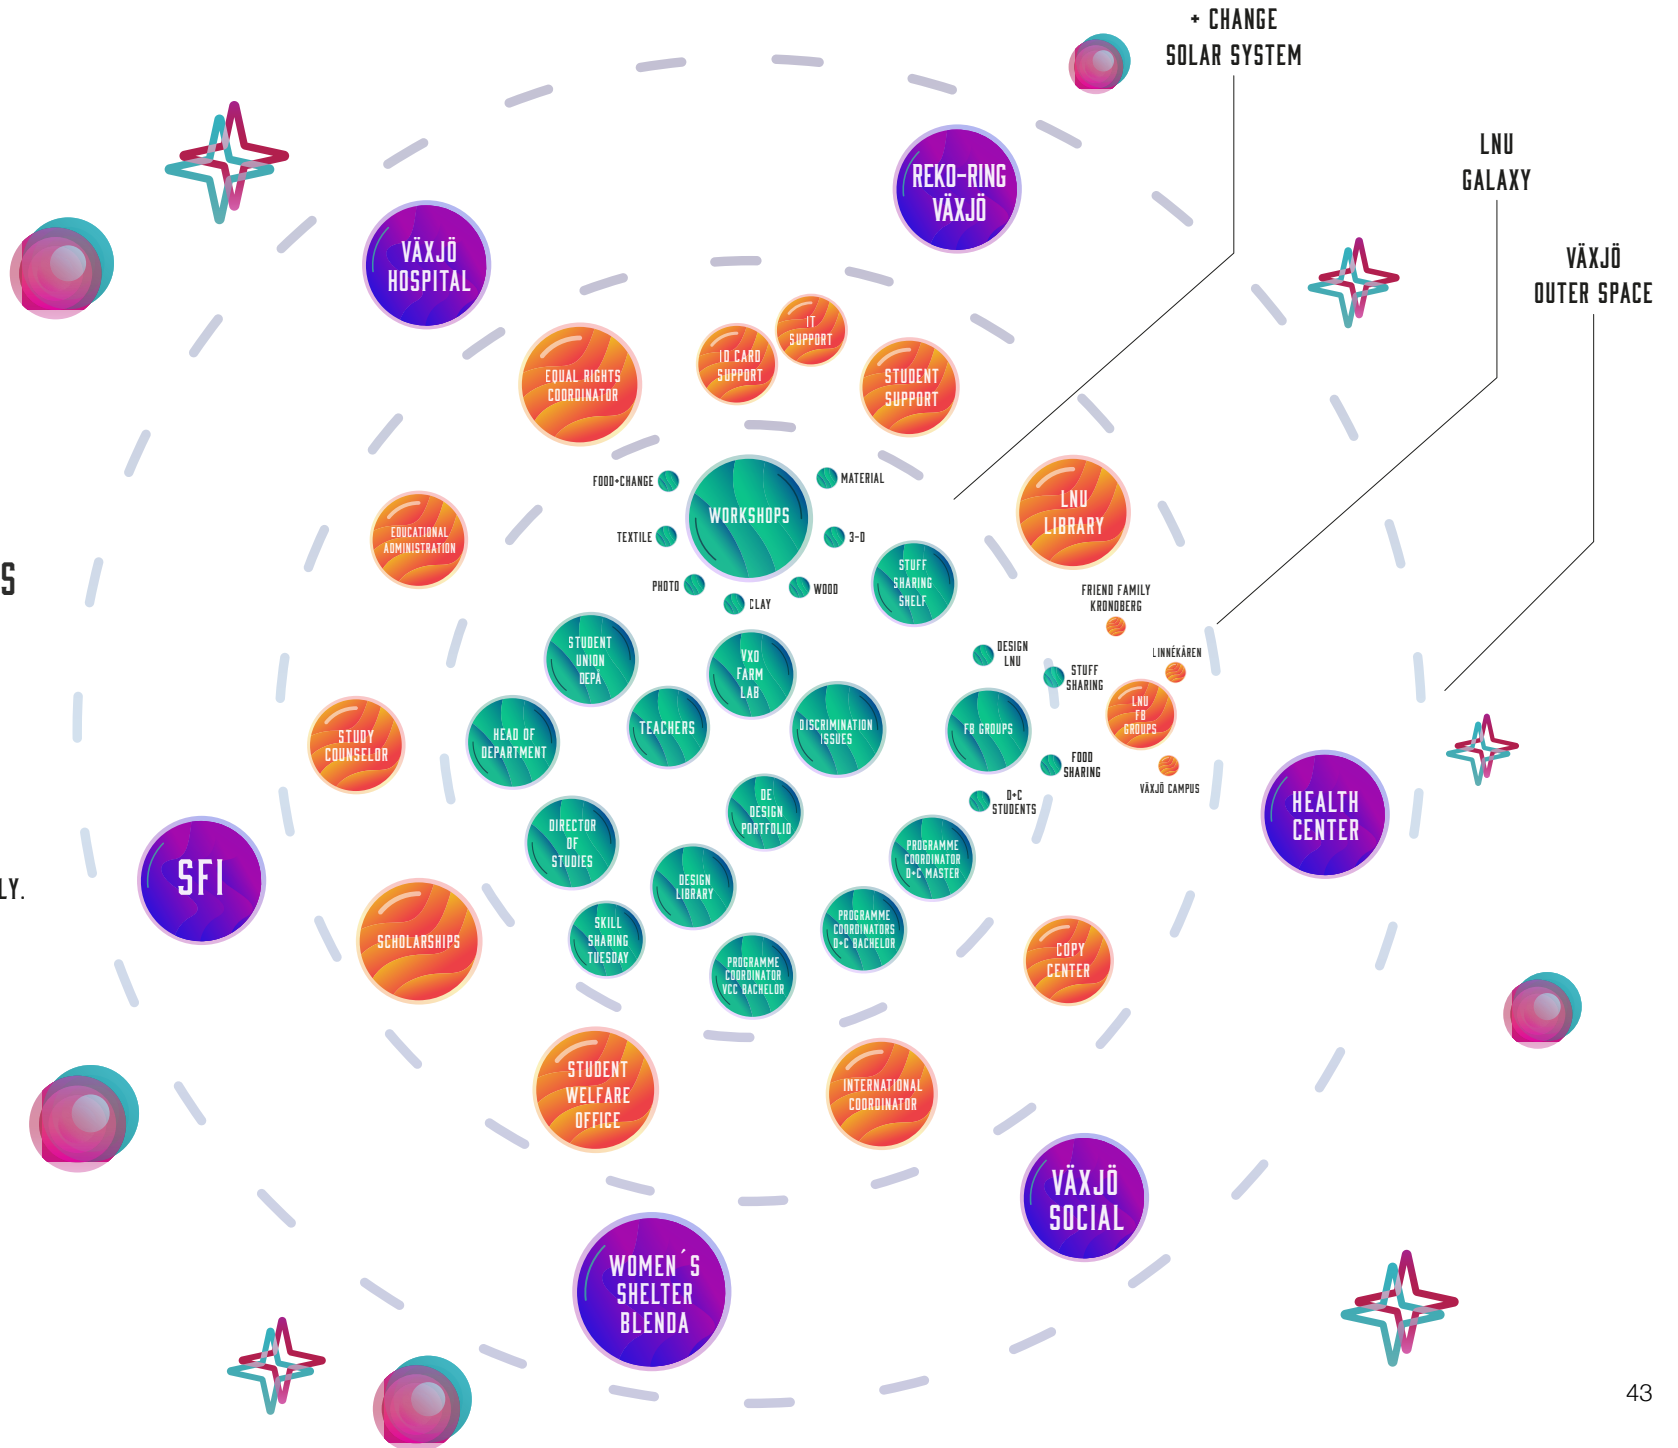 + CHANGE
SOLAR SYSTEM
LNU
GALAXY
VÄXJÖ
OUTER SPACE
REKO-RING
VÄXJÖ
VÄXJÖ
HOSPITAL
IT
SUPPORT
ID CARD
SUPPORT
EQUAL RIGHTS
COORDINATOR
STUDENT
SUPPORT
FOOD+CHANGE
MATERIAL
WORKSHOPS
TEXTILE
3-D
PHOTO
WOOD
CLAY
LNU
LIBRARY
EDUCATIONAL
ADMINISTRATION
STUFF
SHARING
SHELF
S
FRIEND FAMILY
KRONOBERG
STUDENT
UNION
DEPÅ
VXO
FARM
LAB
DESIGN
LNU
LINNÉKÅREN
STUFF
SHARING
LNU
FB
GROUPS
STUDY
COUNSELOR
HEAD OF
DEPARTMENT
TEACHERS
DISCRIMINATION
ISSUES
FB GROUPS
FOOD
SHARING
VÄXJÖ CAMPUS
D+C
STUDENTS
DE
DESIGN
PORTFOLIO
HEALTH
CENTER
DIRECTOR
OF
STUDIES
PROGRAMME
COORDINATOR
D+C MASTER
SFI
LY.
DESIGN
LIBRARY
SCHOLARSHIPS
SKILL
SHARING
TUESDAY
PROGRAMME
COORDINATORS
D+C BACHELOR
COPY
CENTER
PROGRAMME
COORDINATOR
VCC BACHELOR
STUDENT
WELFARE
OFFICE
INTERNATIONAL
COORDINATOR
VÄXJÖ
SOCIAL
WOMEN´S
SHELTER
BLENDA
43